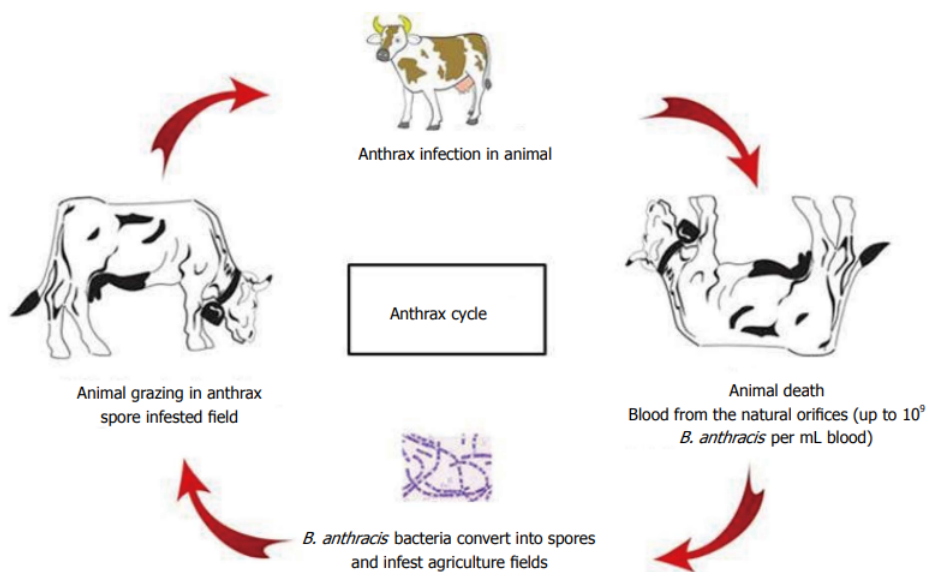 Anthrax infection in animal
Anthrax cycle
Animal grazing in anthrax
spore infested field
Animal death
Blood from the natural orifices (up to 10⁹
B. anthracis per mL blood)
B. anthracis bacteria convert into spores
and infest agriculture fields